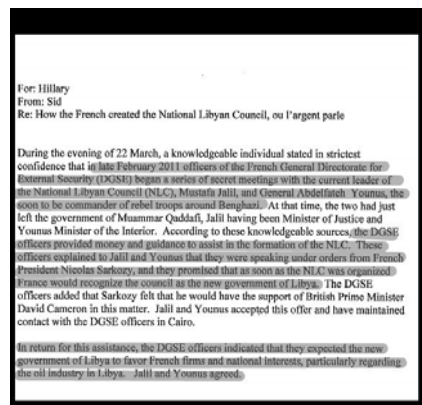 For: Hillary
From: Sid
Re: How the French created the National Libyan Council, ou l'argent parle
During the evening of 22 March, a knowledgeable individual stated in strictest
confidence that in late February 2011 officers of the French General Directorate for
External Security (DGSE) began a series of secret meetings with the current leader of
the National Libyan Council (NLC), Mustafa Jalil, and General Abdelfateh Younus, the
soon to be commander of rebel troops around Benghazi. At that time, the two had just
left the government of Muammar Qaddafi, Jalil having been Minister of Justice and
Younus Minister of the Interior. According to these knowledgeable sources, the DGSE
officers provided money and guidance to assist in the formation of the NLC. These
officers explained to Jalil and Younus that they were speaking under orders from French
President Nicolas Sarkozy, and they promised that as soon as the NLC was organized
France would recognize the council as the new government of Libya. The DGSE
officers added that Sarkozy felt that he would have the support of British Prime Minister
David Cameron in this matter. Jalil and Younus accepted this offer and have maintained
contact with the DGSE officers in Cairo.
In return for this assistance, the DGSE officers indicated that they expected the new
government of Libya to favor French firms and national interests, particularly regarding
the oil industry in Libya. Jalil and Younus agreed.